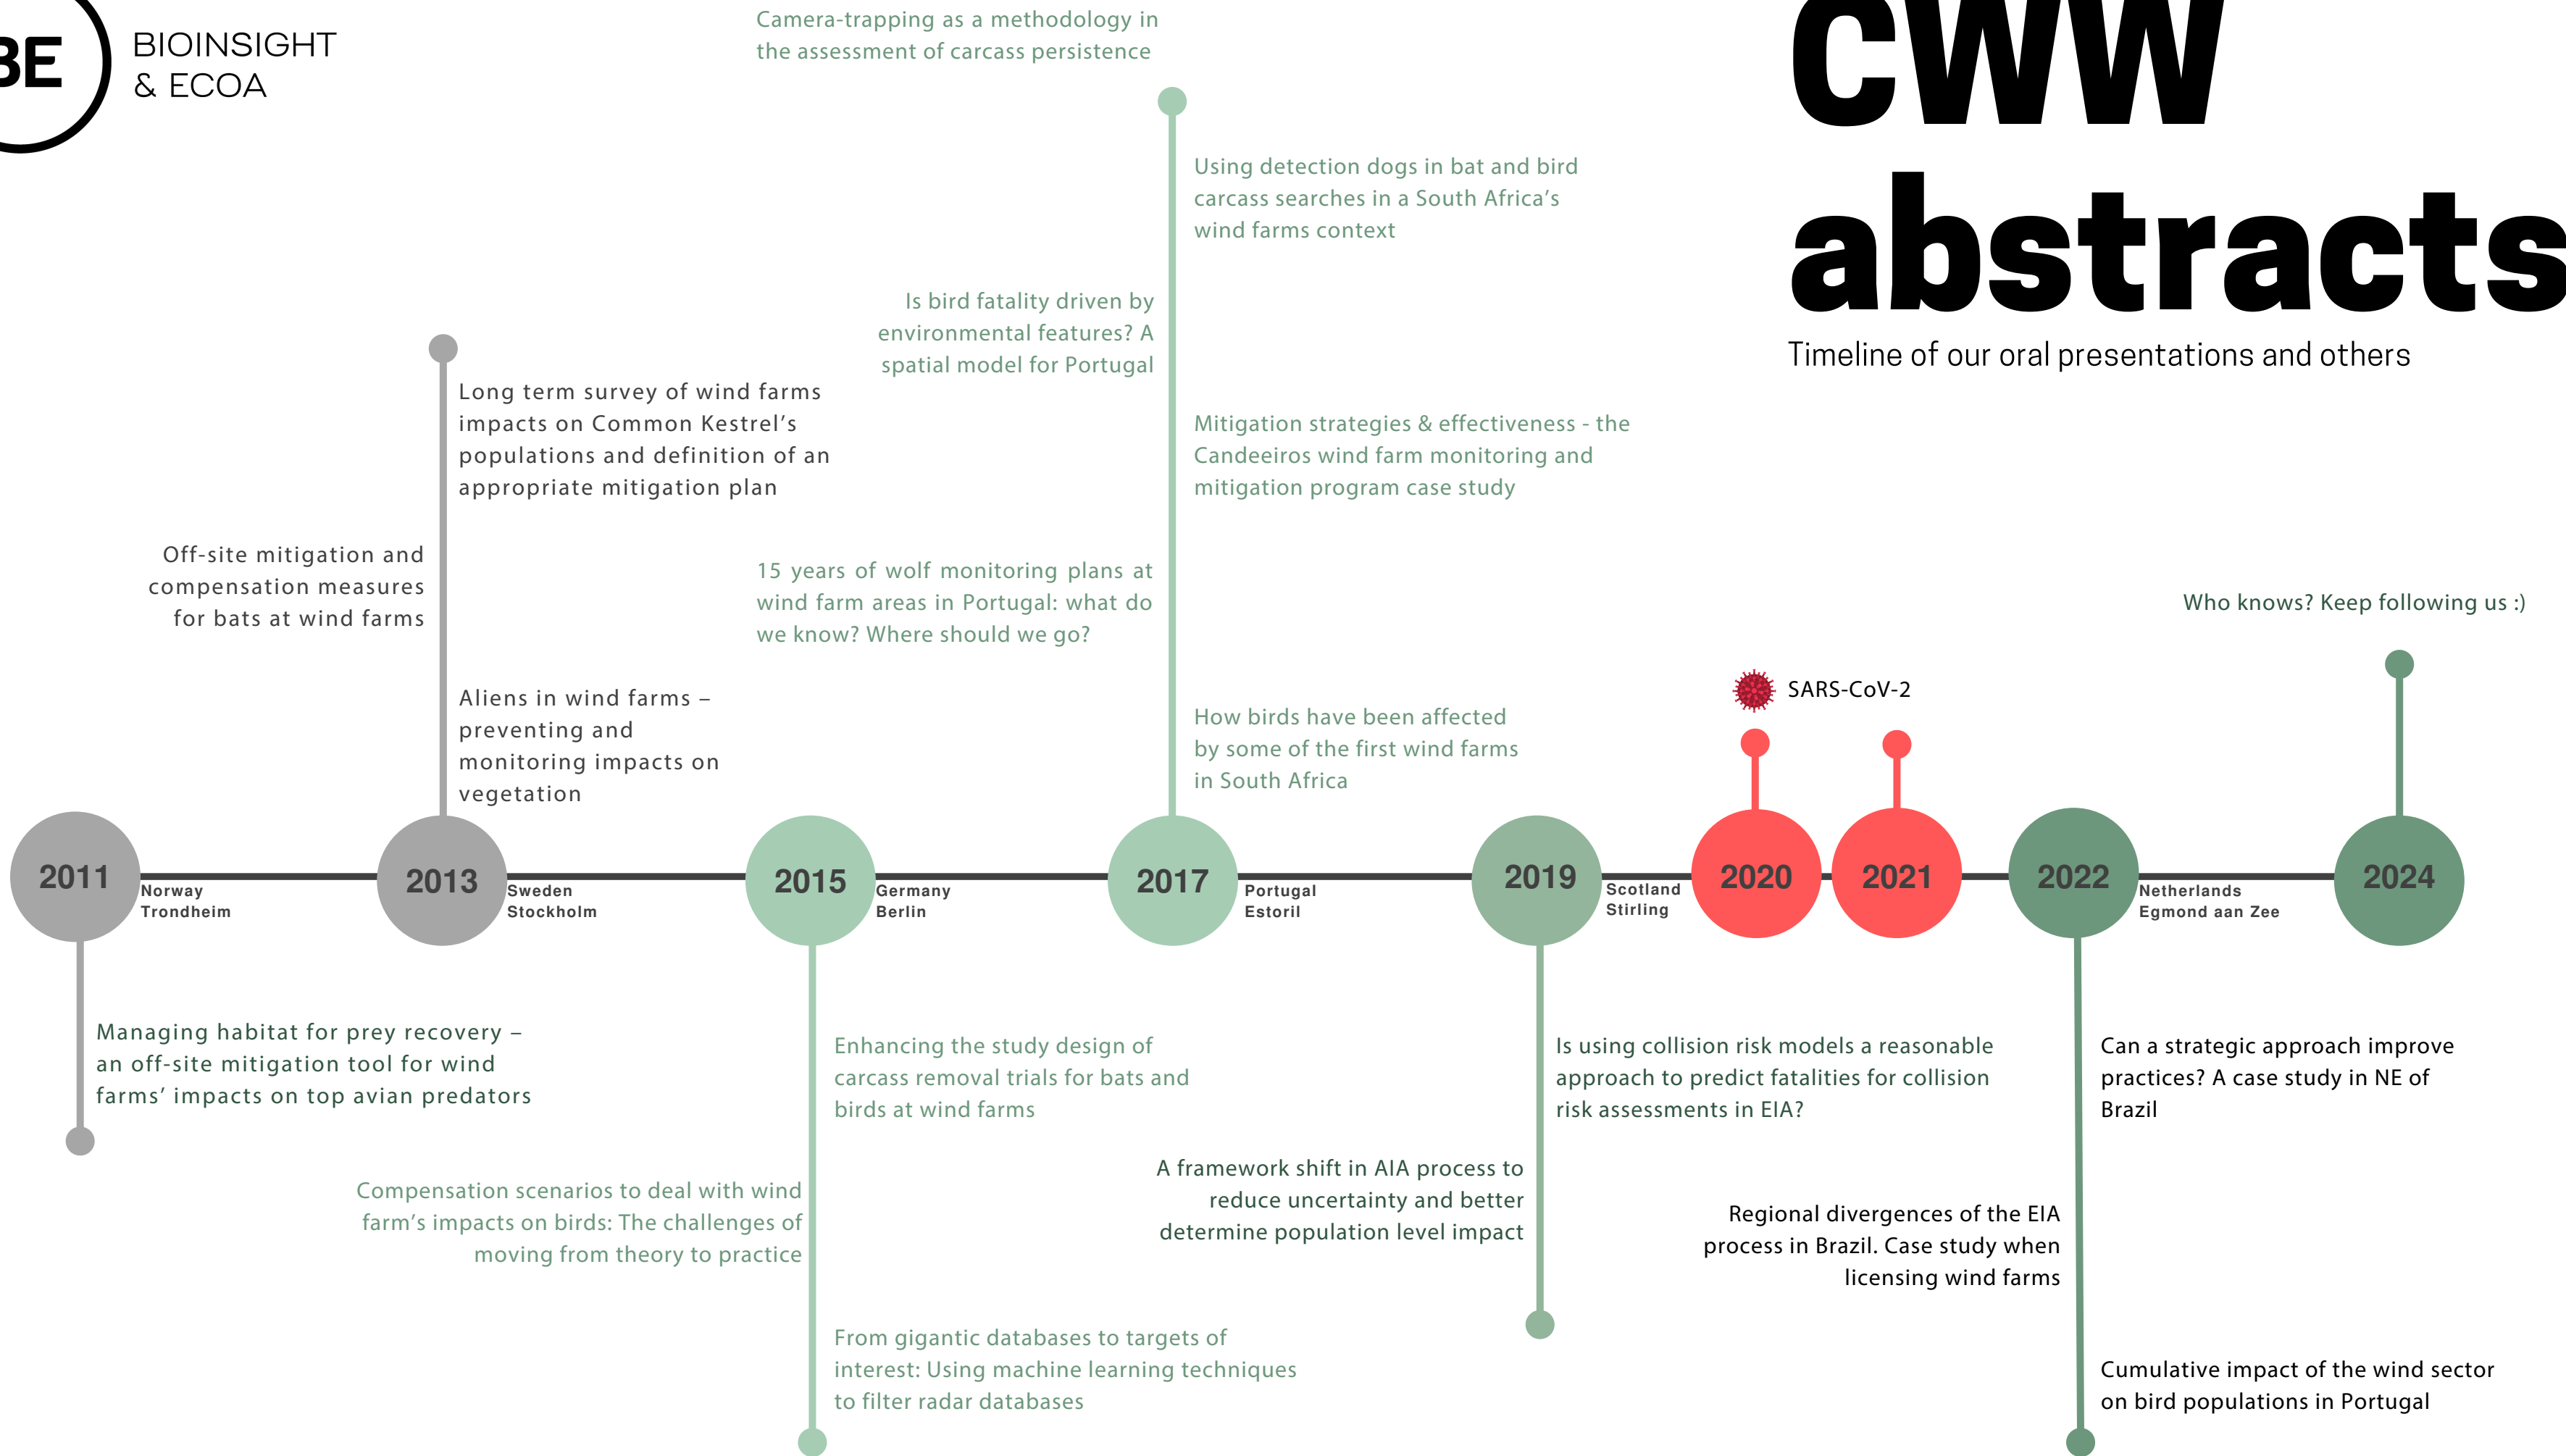 BE
BIOINSIGHT
& ECOA
CWW
abstracts
Timeline of our oral presentations and others
Camera-trapping as a methodology in
the assessment of carcass persistence
Using detection dogs in bat and bird
carcass searches in a South Africa's
wind farms context
Is bird fatality driven by
environmental features? A
spatial model for Portugal
Long term survey of wind farms
impacts on Common Kestrel's
populations and definition of an
appropriate mitigation plan
Mitigation strategies & effectiveness - the
Candeeiros wind farm monitoring and
mitigation program case study
Off-site mitigation and
compensation measures
for bats at wind farms
15 years of wolf monitoring plans at
wind farm areas in Portugal: what do
we know? Where should we go?
Who knows? Keep following us :)
Aliens in wind farms –
preventing and
monitoring impacts on
vegetation
How birds have been affected
by some of the first wind farms
in South Africa
SARS-CoV-2
2011
Norway
Trondheim
2013
Sweden
Stockholm
2015
Germany
Berlin
2017
Portugal
Estoril
2019
Scotland
Stirling
2020
2021
2022
Netherlands
Egmond aan Zee
2024
Managing habitat for prey recovery –
an off-site mitigation tool for wind
farms' impacts on top avian predators
Enhancing the study design of
carcass removal trials for bats and
birds at wind farms
Is using collision risk models a reasonable
approach to predict fatalities for collision
risk assessments in EIA?
Can a strategic approach improve
practices? A case study in NE of
Brazil
Compensation scenarios to deal with wind
farm's impacts on birds: The challenges of
moving from theory to practice
A framework shift in AIA process to
reduce uncertainty and better
determine population level impact
Regional divergences of the EIA
process in Brazil. Case study when
licensing wind farms
From gigantic databases to targets of
interest: Using machine learning techniques
to filter radar databases
Cumulative impact of the wind sector
on bird populations in Portugal